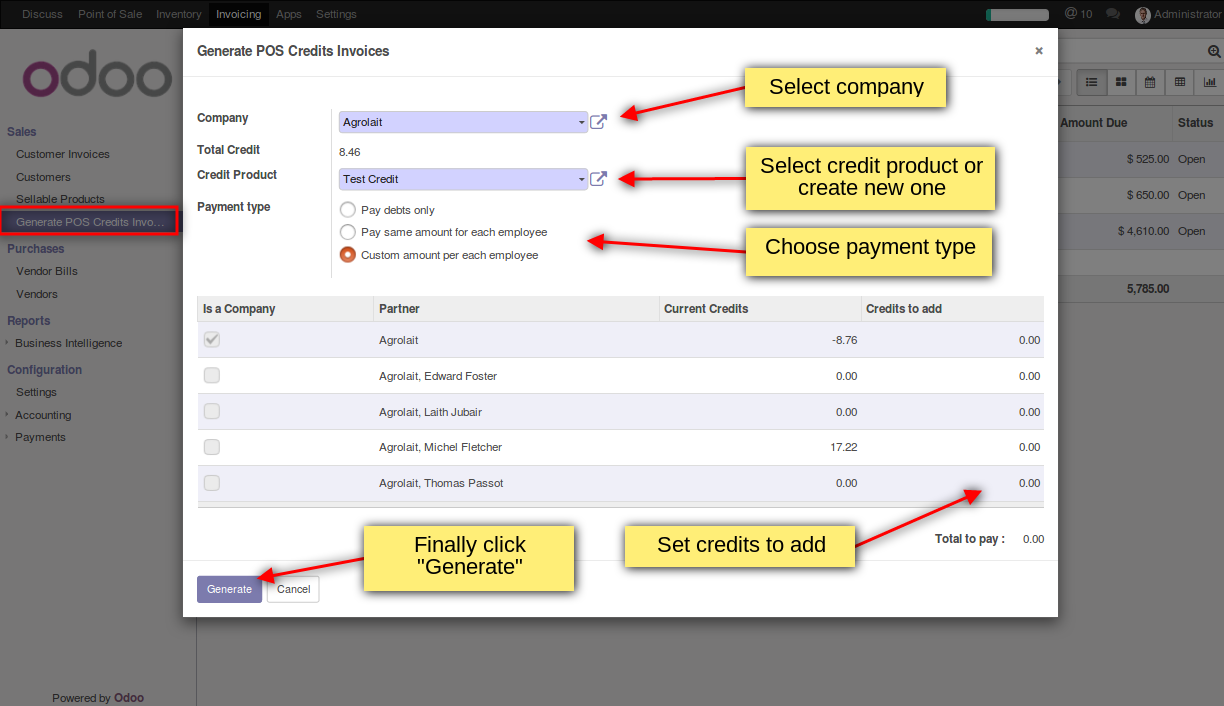 Discuss Point of Sale Inventory Invoicing Apps Settings @ 10 Administrator
odoo
Sales
Customer Invoices
Customers
Sellable Products
Generate POS Credits Invo...
Purchases
Vendor Bills
Vendors
Reports
Business Intelligence
Configuration
Settings
Accounting
Payments
Powered by Odoo
Generate POS Credits Invoices ×
Company Agrolait
Total Credit 8.46
Credit Product Test Credit
Payment type Pay debts only
Pay same amount for each employee
Custom amount per each employee
Select company
Select credit product or
create new one
Choose payment type
Is a Company Partner Current Credits Credits to add
Agrolait -8.76 0.00
Agrolait, Edward Foster 0.00 0.00
Agrolait, Laith Jubair 0.00 0.00
Agrolait, Michel Fletcher 17.22 0.00
Agrolait, Thomas Passot 0.00 0.00
Total to pay : 0.00
Set credits to add
Finally click
"Generate"
Generate Cancel
Amount Due Status
$ 525.00 Open
$ 650.00 Open
$ 4,610.00 Open
5,785.00